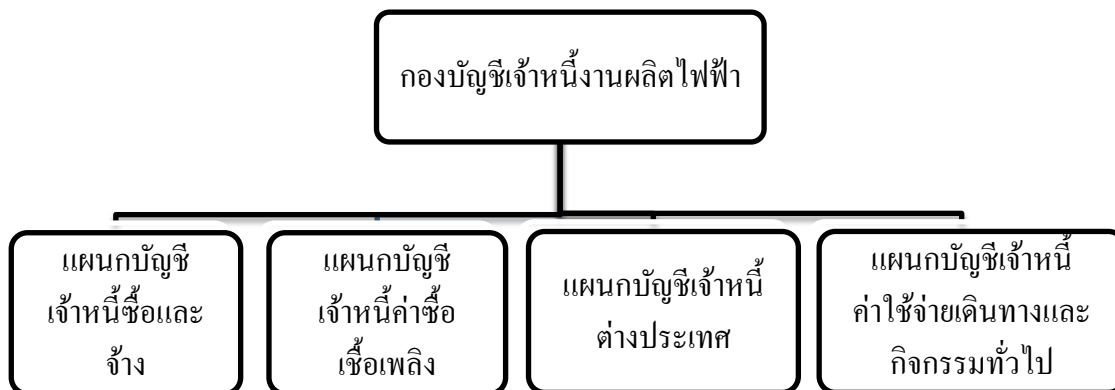 กองบัญชีเจ้าหนี้งานผลิตไฟฟ้า
แผนกบัญชี
เจ้าหนี้ซื้อและ
จ้าง
แผนกบัญชี
เจ้าหนี้ค่าซื้อ
เชื้อเพลิง
แผนกบัญชีเจ้าหนี้
ต่างประเทศ
แผนกบัญชีเจ้าหนี้
ค่าใช้จ่ายเดินทางและ
กิจกรรมทั่วไป